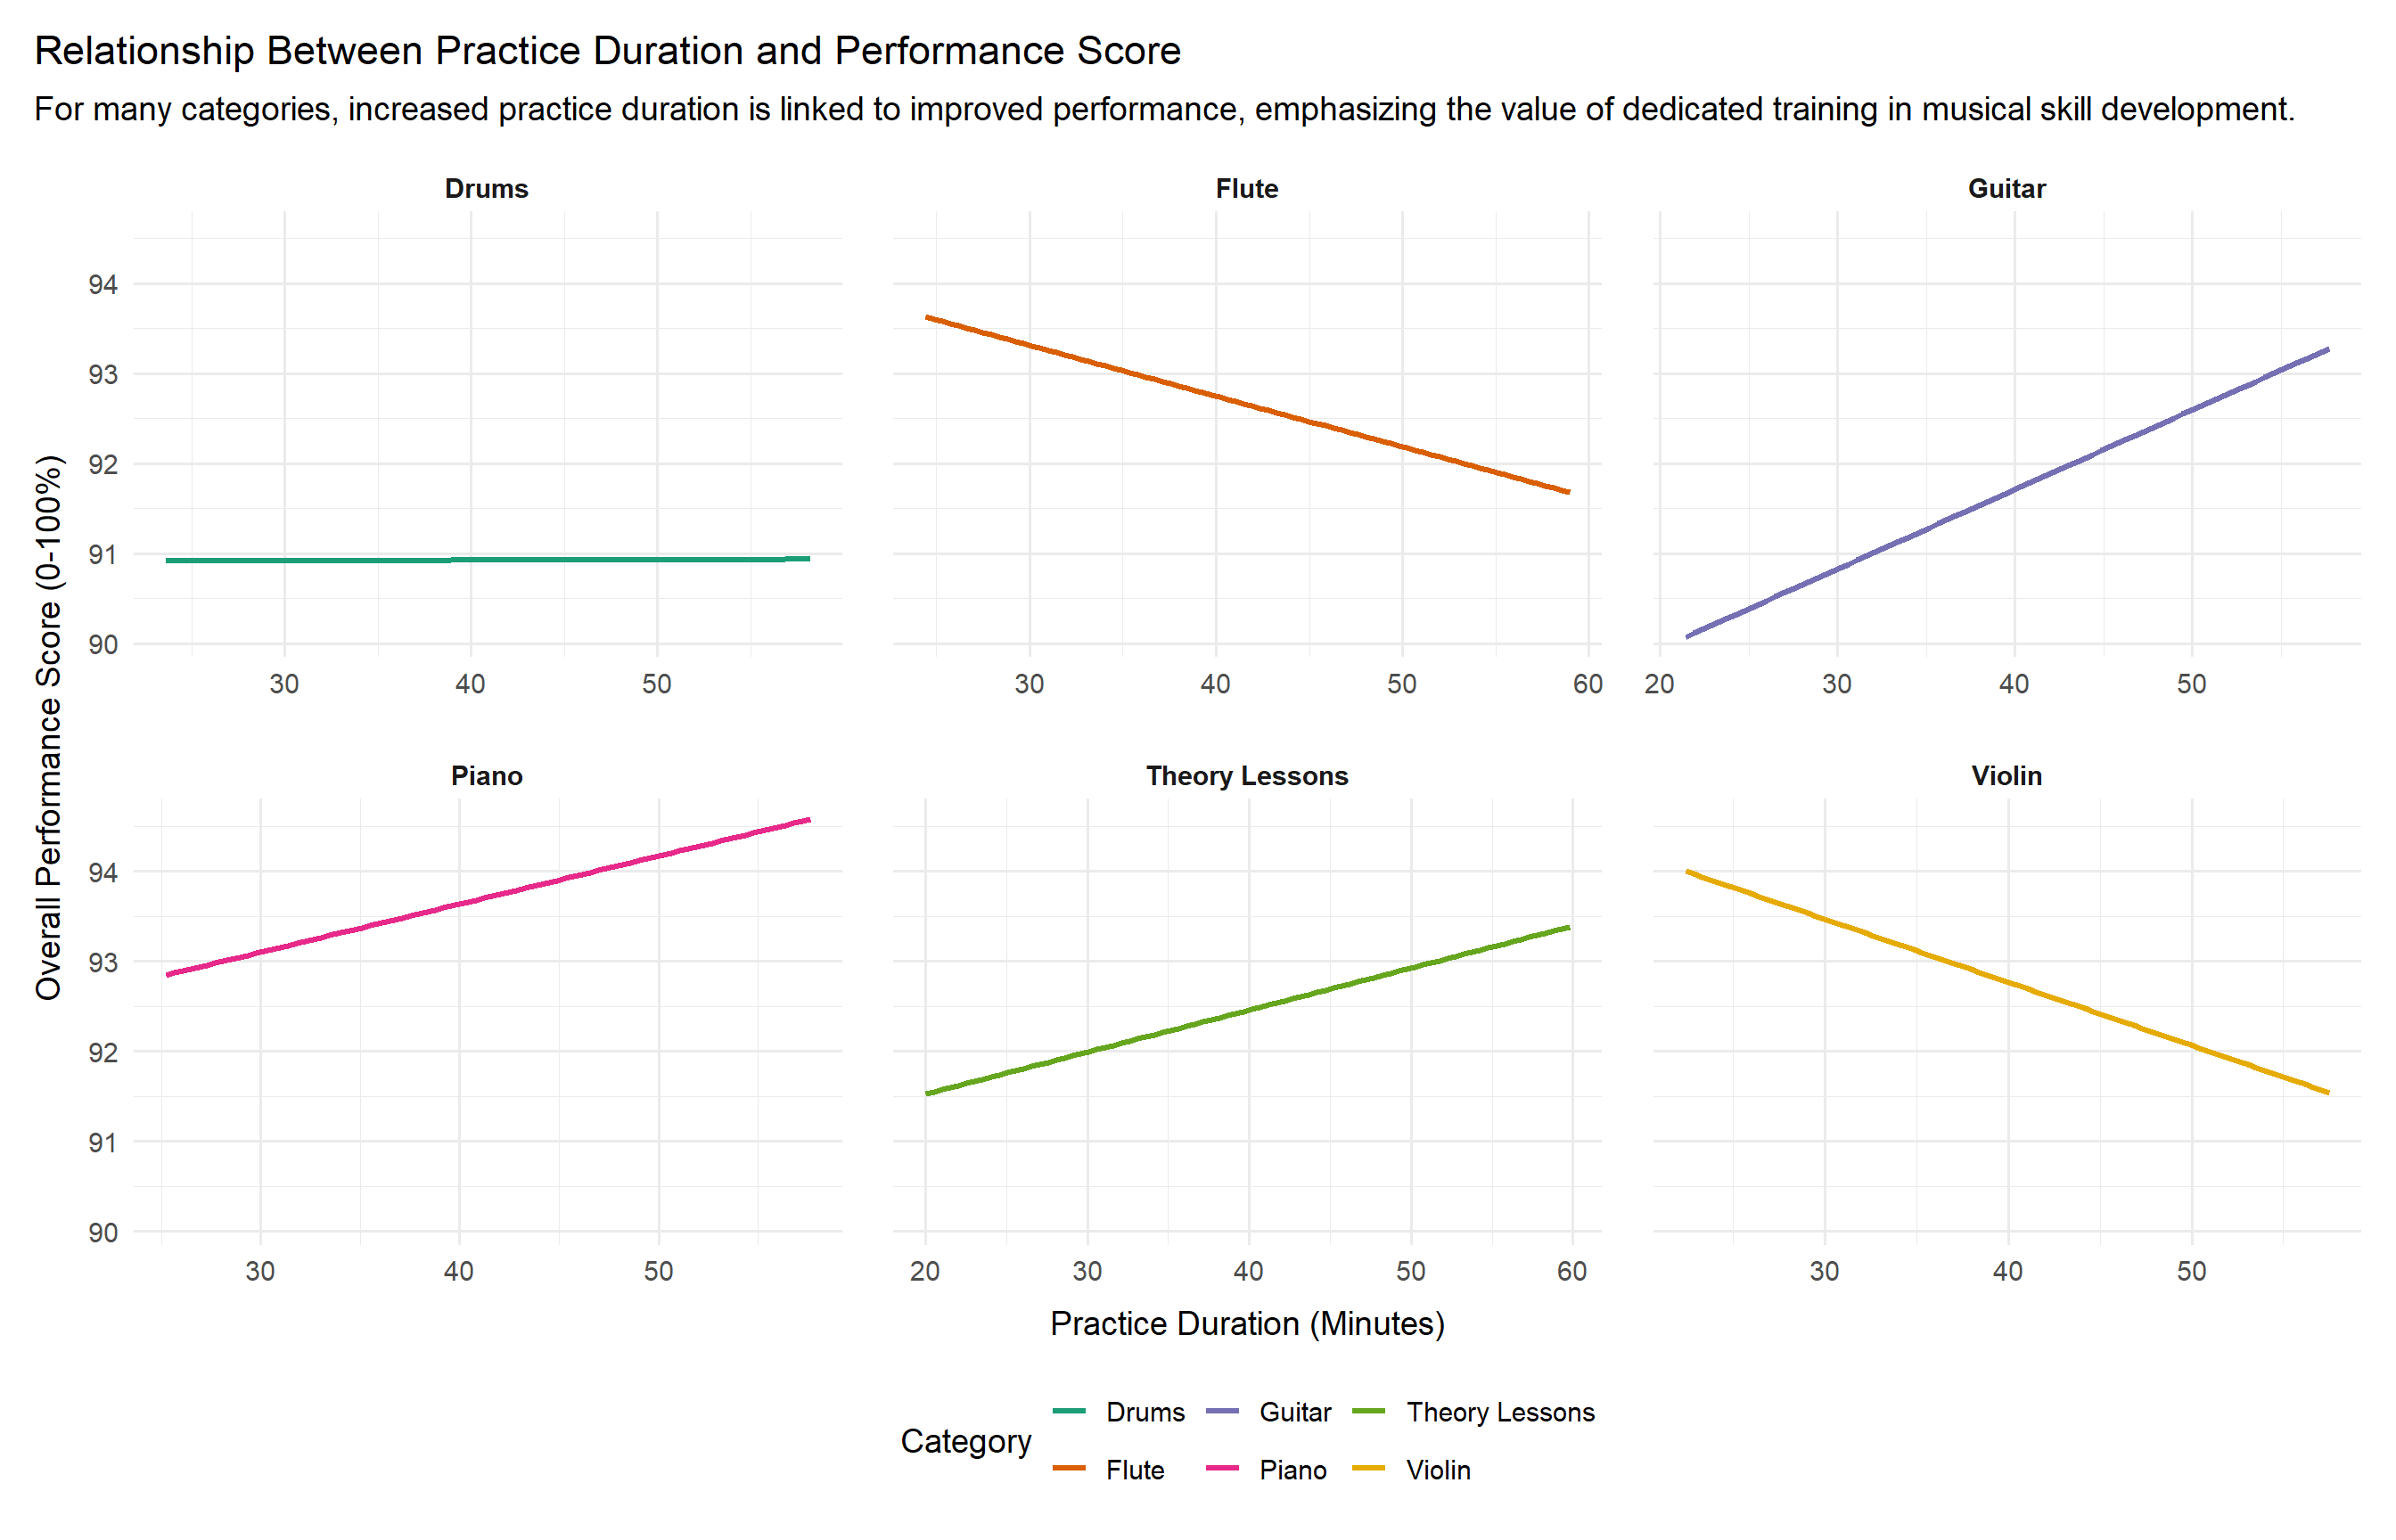 Relationship Between Practice Duration and Performance Score
For many categories, increased practice duration is linked to improved performance, emphasizing the value of dedicated training in musical skill development.
Overall Performance Score (0-100%)
Drums
Flute
Guitar
94
93
92
91
90
30 40 50
30 40 50 60
20 30 40 50
Piano
Theory Lessons
Violin
94
93
92
91
90
30 40 50
20 30 40 50 60
30 40 50
Practice Duration (Minutes)
Category
Drums Guitar Theory Lessons
Flute Piano Violin